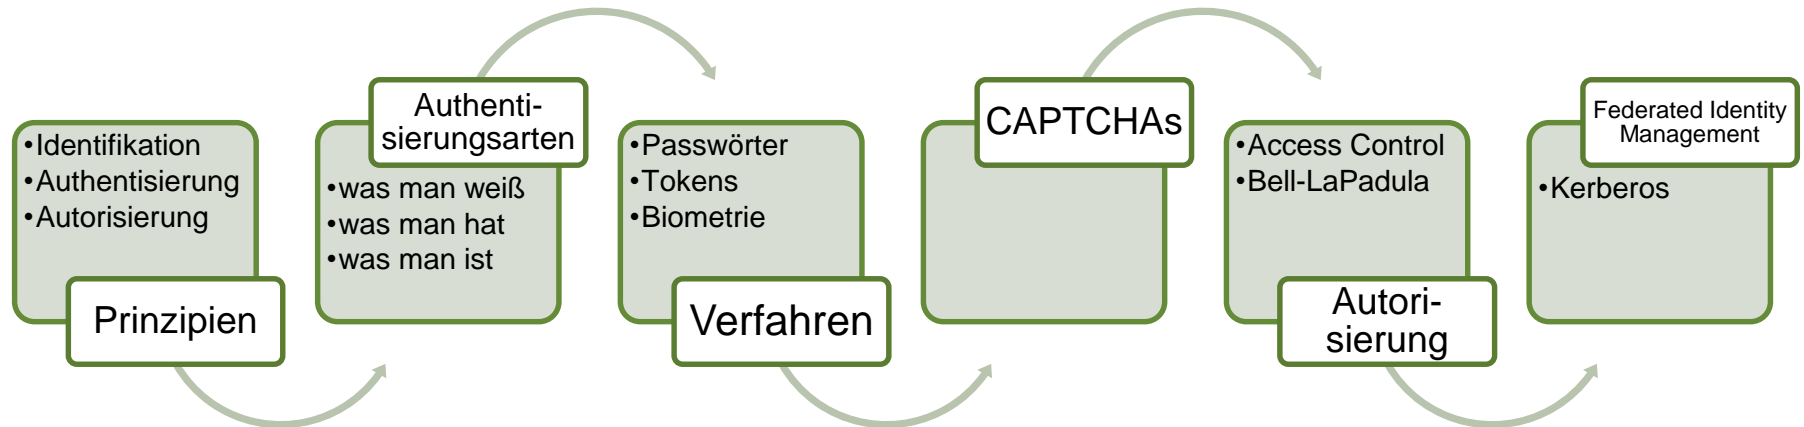 •Identifikation
•Authentisierung
•Autorisierung
Prinzipien
Authenti-
sierungsarten
•was man weiß
•was man hat
•was man ist
•Passwörter
•Tokens
•Biometrie
Verfahren
CAPTCHAs
•Access Control
•Bell-LaPadula
Autori-
sierung
Federated Identity
Management
•Kerberos